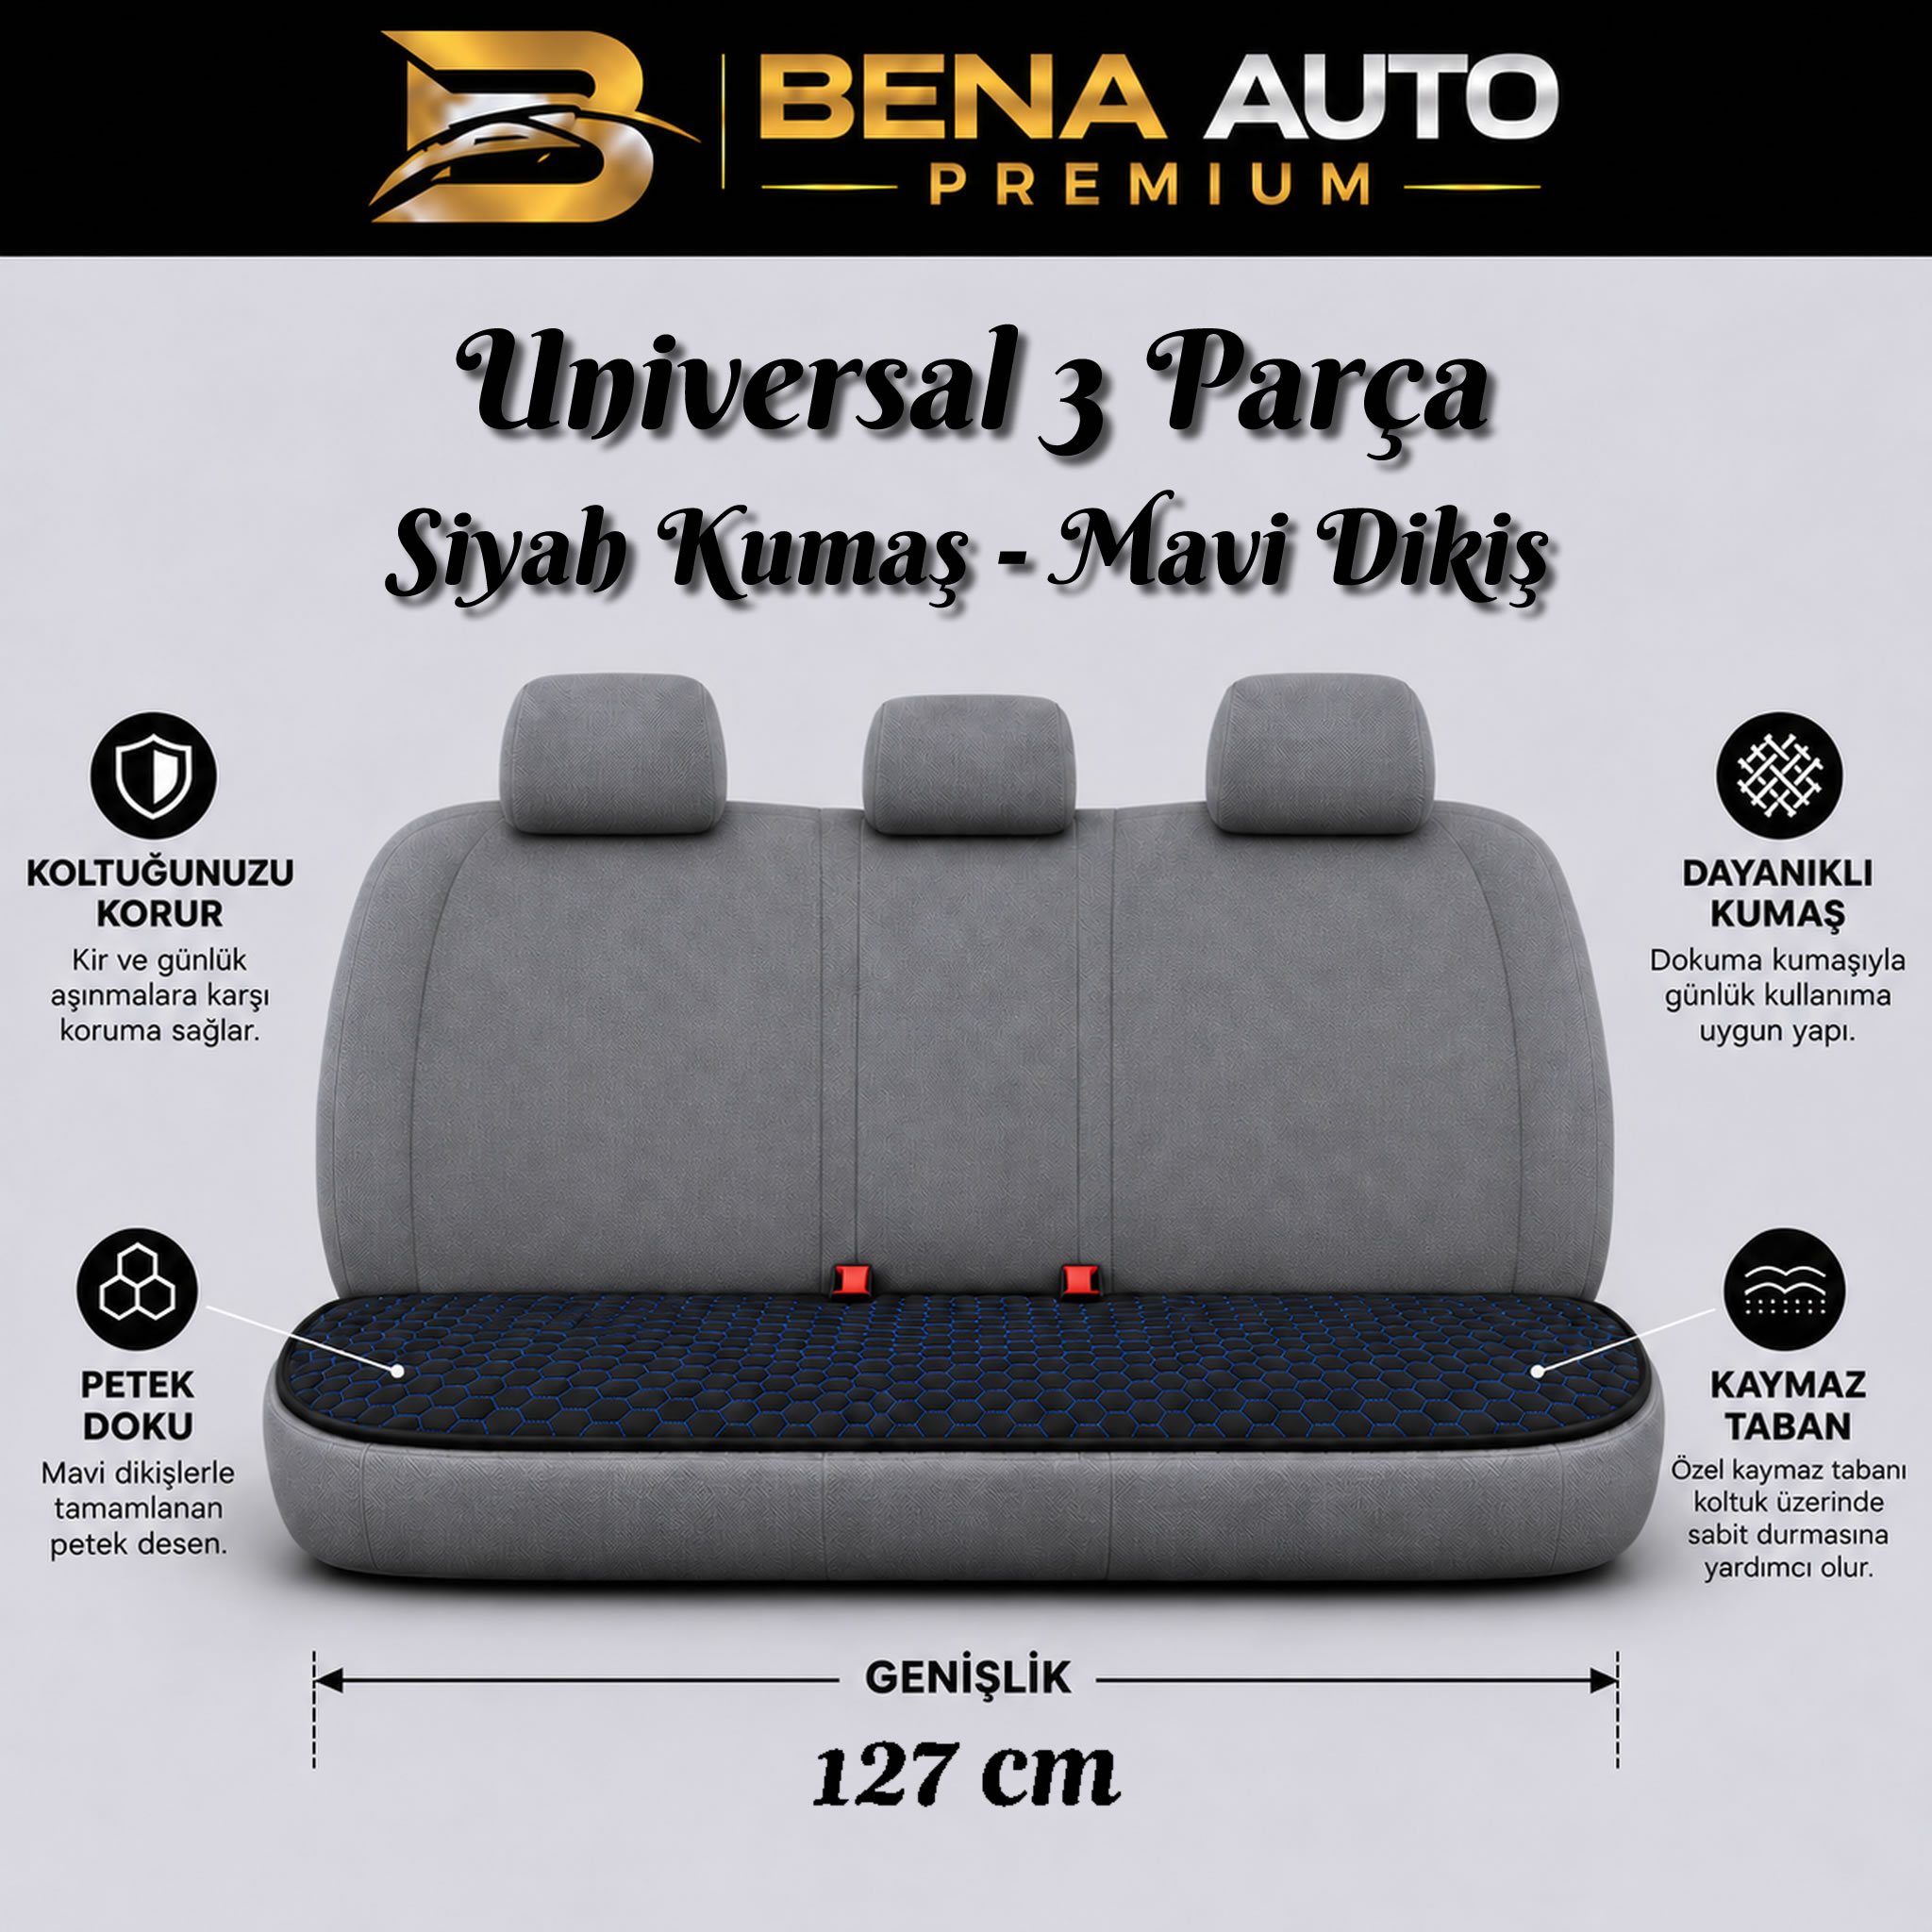 BENA AUTO
PREMIUM
Universal 3 Parça
Siyah Kumaş - Mavi Dikiş
KOLTUĞUNUZU
KORUR
Kir ve günlük
aşınmalara karşı
koruma sağlar.
DAYANIKLI
KUMAŞ
Dokuma kumaşıyla
günlük kullanıma
uygun yapı.
PETEK
DOKU
Mavi dikişlerle
tamamlanan
petek desen.
KAYMAZ
TABAN
Özel kaymaz tabanı
koltuk üzerinde
sabit durmasına
yardımcı olur.
GENİŞLİK
127 cm